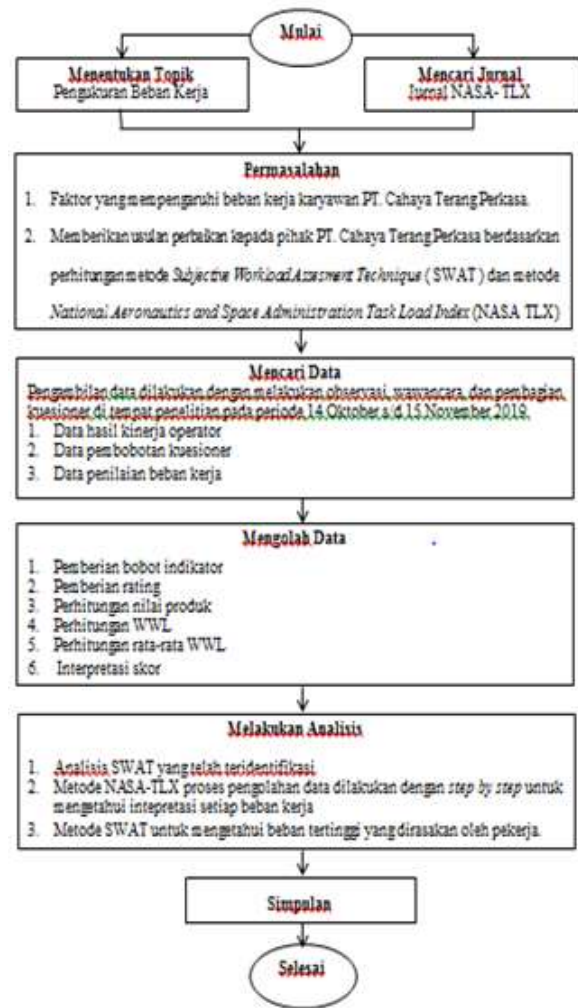 Mulai
Menentukan Topik
Pengukuran Beban Kerja
Mencari Jurnal
Jurnal NASA- TLX
Permasalahan
1. Faktor yang mempengaruhi beban kerja karyawan PT. Cahaya Terang Perkasa.
2. Memberikan usulan perbaikan kepada pihak PT. Cahaya Terang Perkasa berdasarkan
perhitungan metode Subjective Workload Assesment Technique ( SWAT ) dan metode
National Aeronautics and Space Administration Task Load Index (NASA TLX)
Mencari Data
Pengambilan data dilakukan dengan melakukan observasi, wawancara, dan pembagian
kuesioner di tempat penelitian pada periode 14 Oktober s/d 15 November 2019.
1. Data hasil kinerja operator
2. Data pembobotan kuesioner
3. Data penilaian beban kerja
Mengolah Data
1. Pemberian bobot indikator
2. Pemberian rating
3. Perhitungan nilai produk
4. Perhitungan WWL
5. Perhitungan rata-rata WWL
6. Interpretasi skor
Melakukan Analisis
1. Analisis SWAT yang telah teridentifikasi
2. Metode NASA-TLX proses pengolahan data dilakukan dengan step by step untuk
mengetahui intepretasi setiap beban kerja
3. Metode SWAT untuk mengetahui beban tertinggi yang dirasakan oleh pekerja.
Simpulan
Selesai